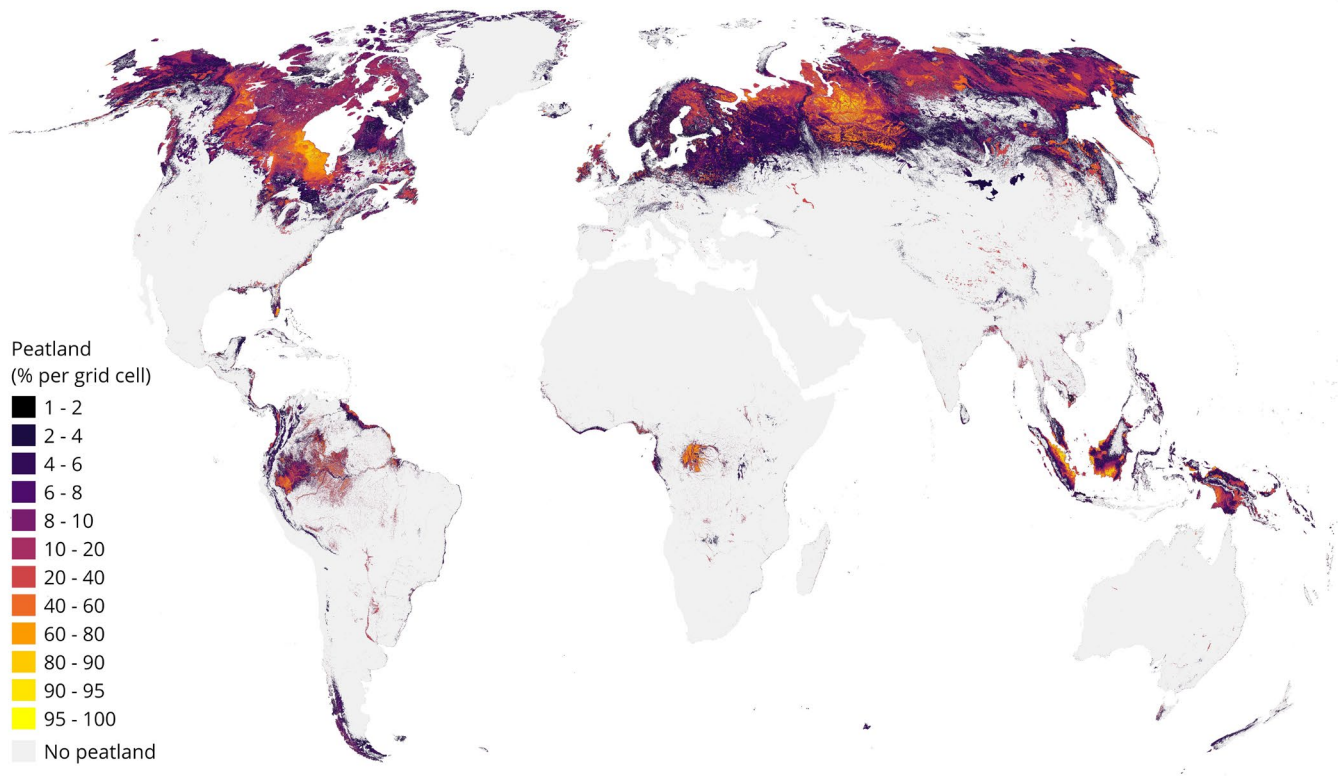 Peatland
(% per grid cell)
1 - 2
2 - 4
4 - 6
6 - 8
8 - 10
10 - 20
20 - 40
40 - 60
60 - 80
80 - 90
90 - 95
95 - 100
No peatland